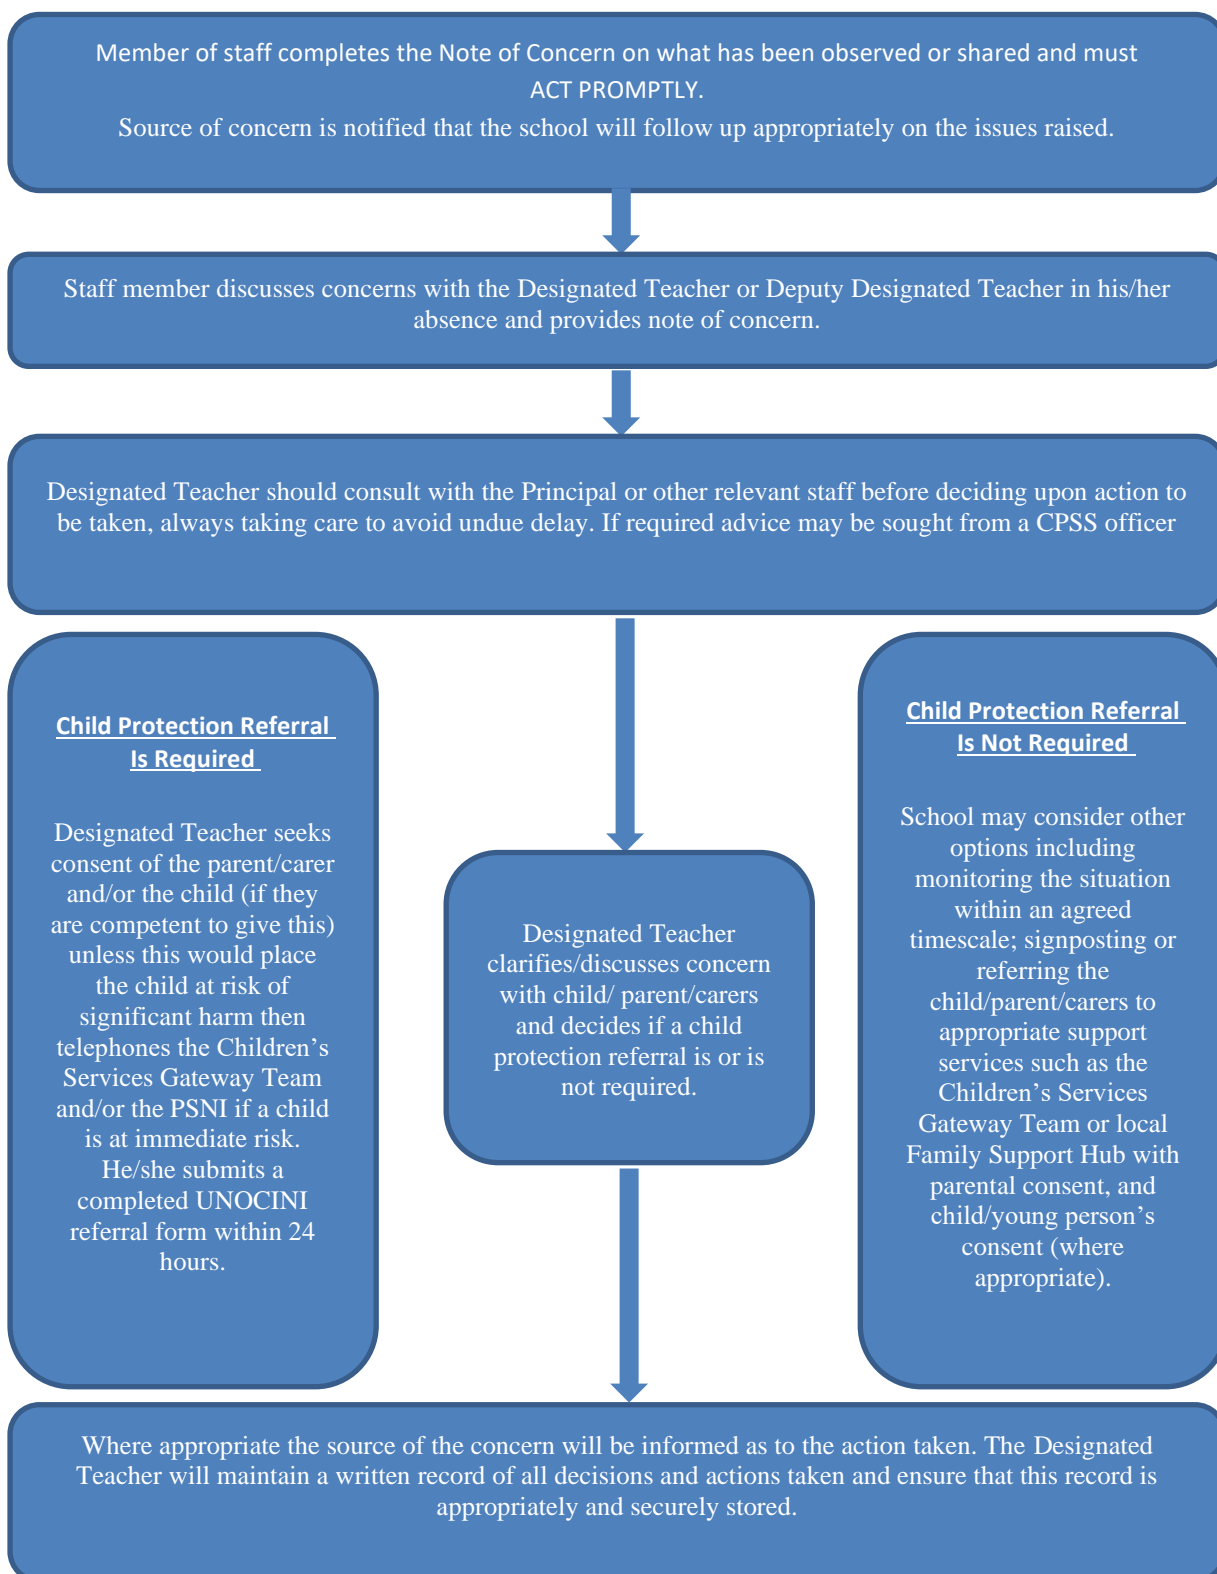 Member of staff completes the Note of Concern on what has been observed or shared and must
ACT PROMPTLY.
Source of concern is notified that the school will follow up appropriately on the issues raised.
Staff member discusses concerns with the Designated Teacher or Deputy Designated Teacher in his/her
absence and provides note of concern.
Designated Teacher should consult with the Principal or other relevant staff before deciding upon action to
be taken, always taking care to avoid undue delay. If required advice may be sought from a CPSS officer
Child Protection Referral
Is Required
Designated Teacher seeks
consent of the parent/carer
and/or the child (if they
are competent to give this)
unless this would place
the child at risk of
significant harm then
telephones the Children’s
Services Gateway Team
and/or the PSNI if a child
is at immediate risk.
He/she submits a
completed UNOCINI
referral form within 24
hours.
Designated Teacher
clarifies/discusses concern
with child/ parent/carers
and decides if a child
protection referral is or is
not required.
Child Protection Referral
Is Not Required
School may consider other
options including
monitoring the situation
within an agreed
timescale; signposting or
referring the
child/parent/carers to
appropriate support
services such as the
Children’s Services
Gateway Team or local
Family Support Hub with
parental consent, and
child/young person’s
consent (where
appropriate).
Where appropriate the source of the concern will be informed as to the action taken. The Designated
Teacher will maintain a written record of all decisions and actions taken and ensure that this record is
appropriately and securely stored.